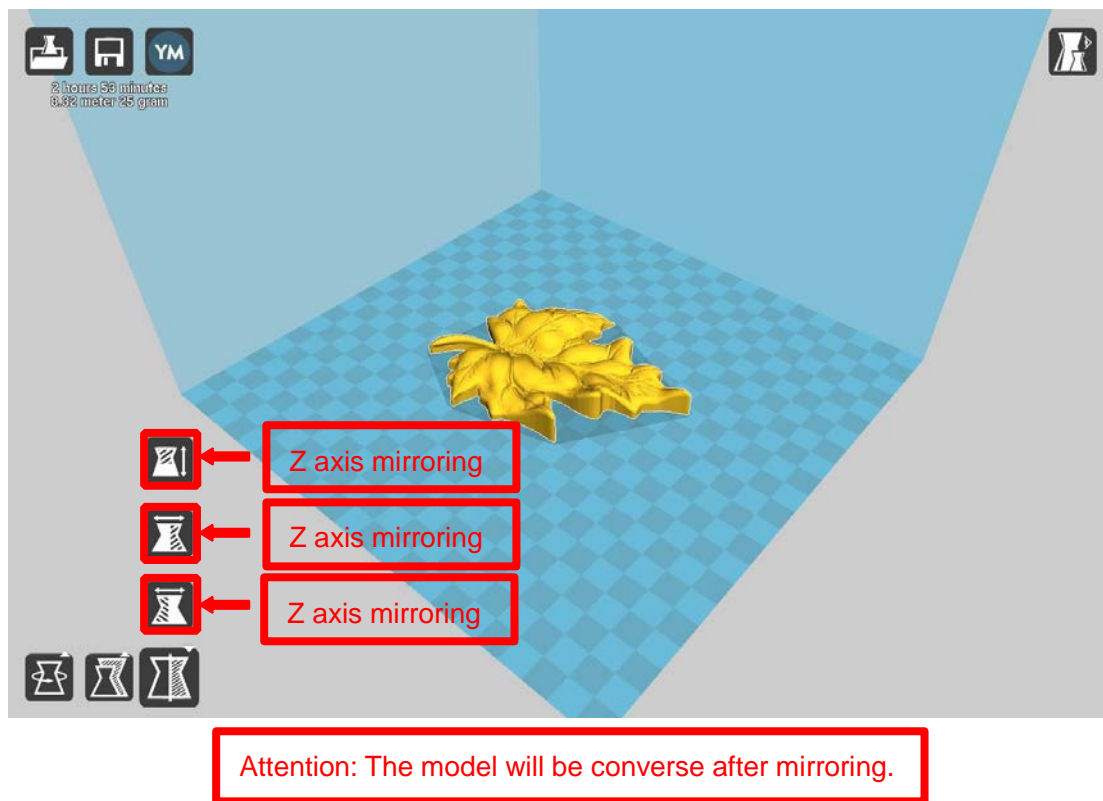 YM
2 hours 53 minutes
8.32 meter 25 gram
Z axis mirroring
Z axis mirroring
Z axis mirroring
Attention: The model will be converse after mirroring.